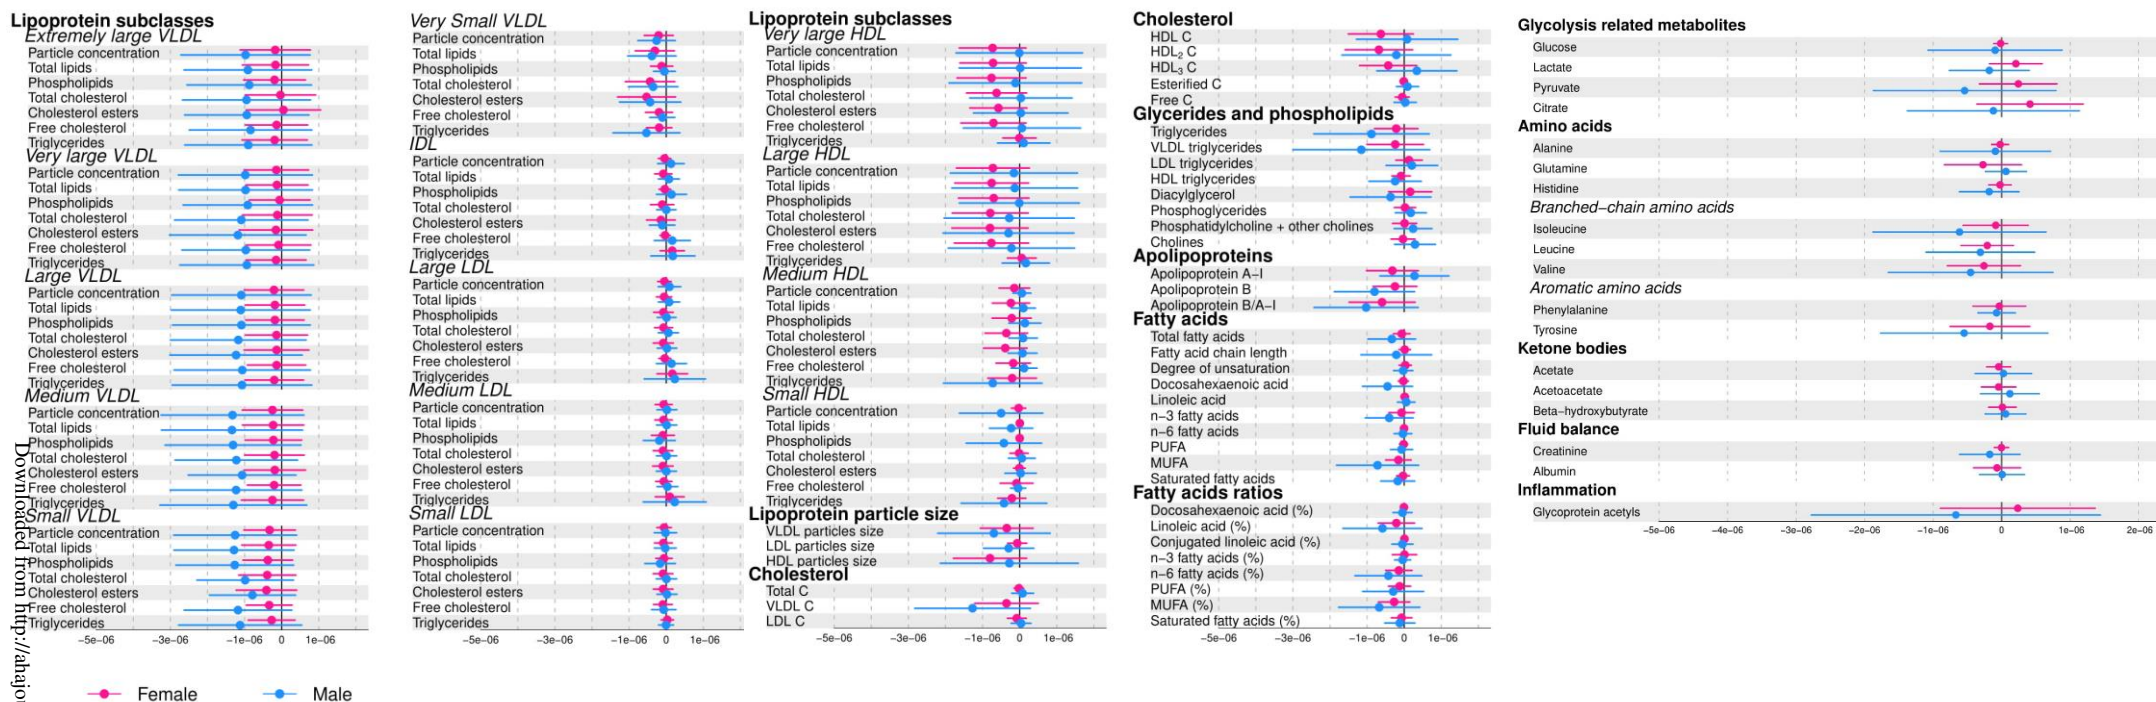 Lipoprotein subclasses
Extremely large VLDL
Particle concentration
Total lipids
Phospholipids
Total cholesterol
Cholesterol esters
Free cholesterol
Triglycerides
Very large VLDL
Particle concentration
Total lipids
Phospholipids
Total cholesterol
Cholesterol esters
Free cholesterol
Triglycerides
Large VLDL
Particle concentration
Total lipids
Phospholipids
Total cholesterol
Cholesterol esters
Free cholesterol
Triglycerides
Medium VLDL
Particle concentration
Total lipids
Phospholipids
Total cholesterol
Cholesterol esters
Free cholesterol
Triglycerides
Small VLDL
Particle concentration
Total lipids
Phospholipids
Total cholesterol
Cholesterol esters
Free cholesterol
Triglycerides
−5e−06 −3e−06 −1e−06 0 1e−06
Very Small VLDL
Particle concentration
Total lipids
Phospholipids
Total cholesterol
Cholesterol esters
Free cholesterol
Triglycerides
IDL
Particle concentration
Total lipids
Phospholipids
Total cholesterol
Cholesterol esters
Free cholesterol
Triglycerides
Large LDL
Particle concentration
Total lipids
Phospholipids
Total cholesterol
Cholesterol esters
Free cholesterol
Triglycerides
Medium LDL
Particle concentration
Total lipids
Phospholipids
Total cholesterol
Cholesterol esters
Free cholesterol
Triglycerides
Small LDL
Particle concentration
Total lipids
Phospholipids
Total cholesterol
Cholesterol esters
Free cholesterol
Triglycerides
−5e−06 −3e−06 −1e−06 0 1e−06
Lipoprotein subclasses
Very large HDL
Particle concentration
Total lipids
Phospholipids
Total cholesterol
Cholesterol esters
Free cholesterol
Triglycerides
Large HDL
Particle concentration
Total lipids
Phospholipids
Total cholesterol
Cholesterol esters
Free cholesterol
Triglycerides
Medium HDL
Particle concentration
Total lipids
Phospholipids
Total cholesterol
Cholesterol esters
Free cholesterol
Triglycerides
Small HDL
Particle concentration
Total lipids
Phospholipids
Total cholesterol
Cholesterol esters
Free cholesterol
Triglycerides
Lipoprotein particle size
VLDL particles size
LDL particles size
HDL particles size
Cholesterol
Total C
VLDL C
LDL C
−5e−06 −3e−06 −1e−06 0 1e−06
Cholesterol
HDL C
HDL₂ C
HDL₃ C
Esterified C
Free C
Glycerides and phospholipids
Triglycerides
VLDL triglycerides
LDL triglycerides
HDL triglycerides
Diacylglycerol
Phosphoglycerides
Phosphatidylcholine + other cholines
Cholines
Apolipoproteins
Apolipoprotein A−I
Apolipoprotein B
Apolipoprotein B/A−I
Fatty acids
Total fatty acids
Fatty acid chain length
Degree of unsaturation
Docosahexaenoic acid
Linoleic acid
n−3 fatty acids
n−6 fatty acids
PUFA
MUFA
Saturated fatty acids
Fatty acids ratios
Docosahexaenoic acid (%)
Linoleic acid (%)
Conjugated linoleic acid (%)
n−3 fatty acids (%)
n−6 fatty acids (%)
PUFA (%)
MUFA (%)
Saturated fatty acids (%)
−5e−06 −3e−06 −1e−06 0 1e−06
Glycolysis related metabolites
Glucose
Lactate
Pyruvate
Citrate
Amino acids
Alanine
Glutamine
Histidine
Branched−chain amino acids
Isoleucine
Leucine
Valine
Aromatic amino acids
Phenylalanine
Tyrosine
Ketone bodies
Acetate
Acetoacetate
Beta−hydroxybutyrate
Fluid balance
Creatinine
Albumin
Inflammation
Glycoprotein acetyls
−5e−06 −4e−06 −3e−06 −2e−06 −1e−06 0 1e−06 2e−06
Female Male
Downloaded from http://ahajou